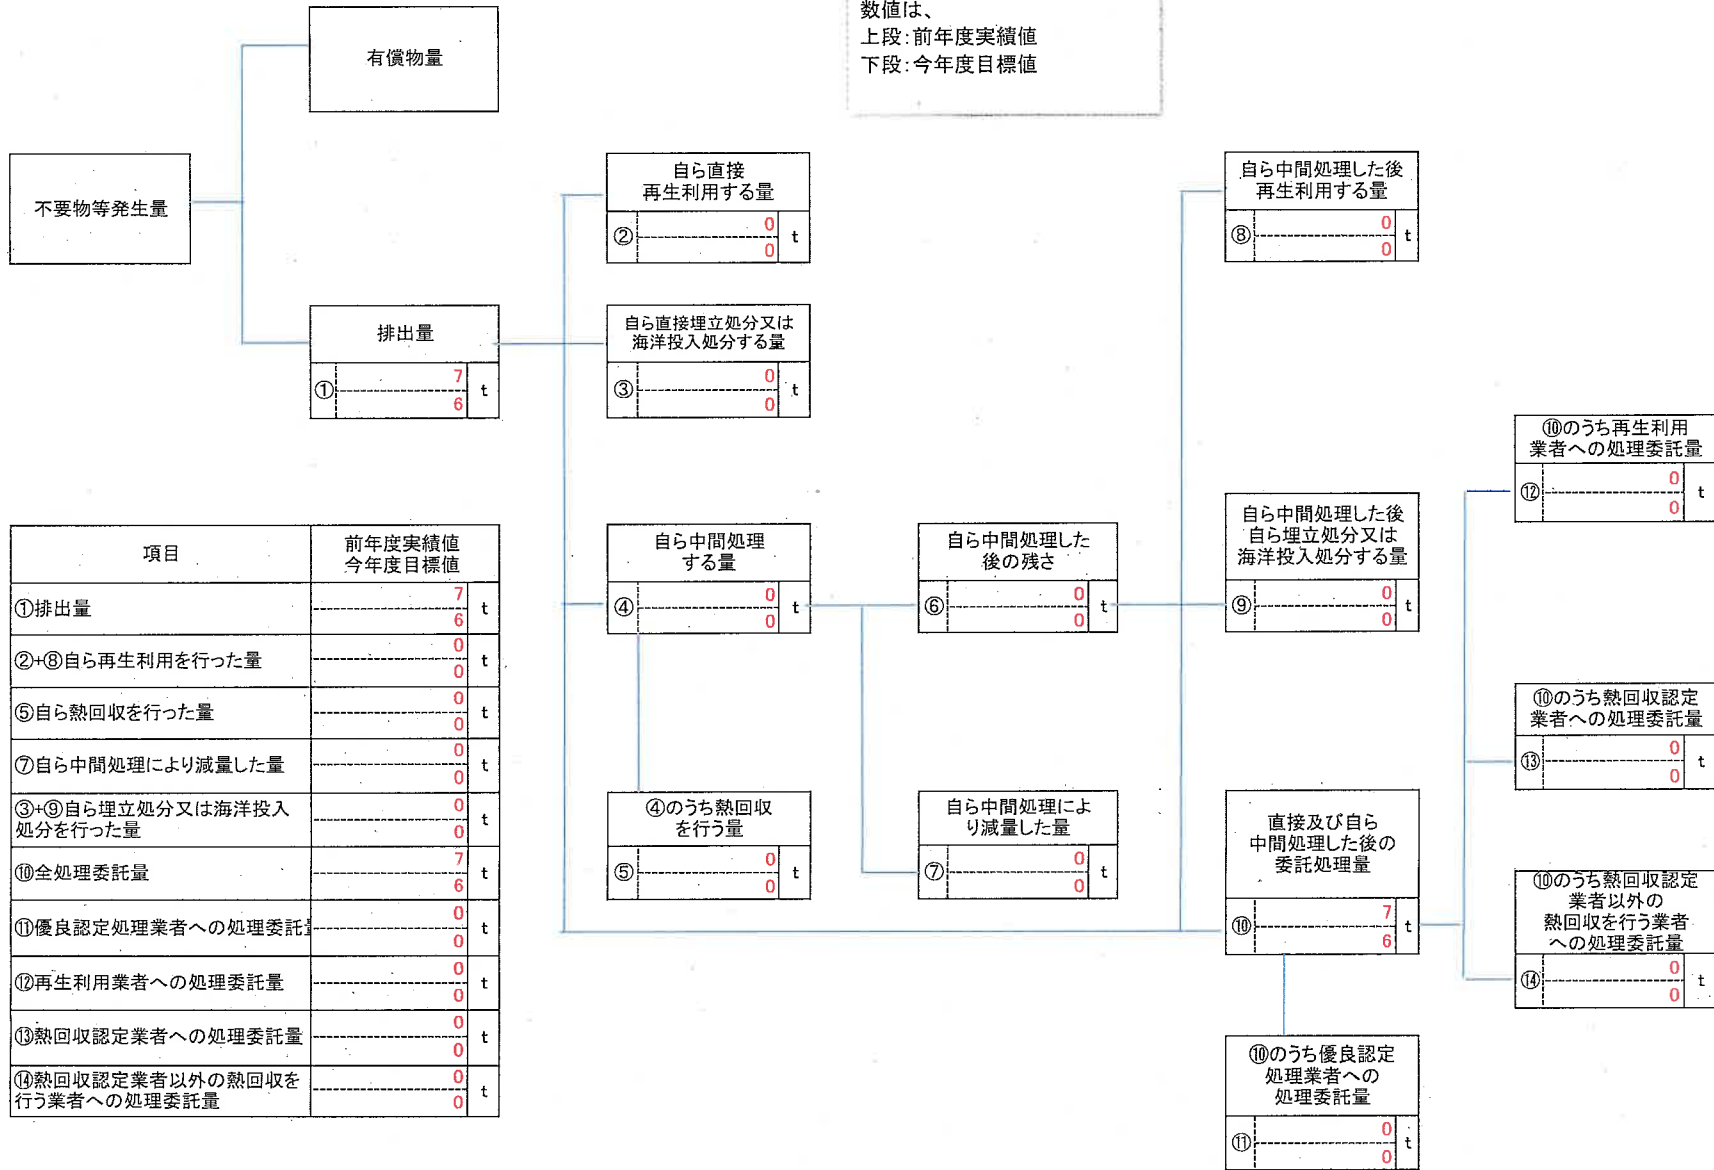 数値は、
上段:前年度実績値
下段:今年度目標値
有償物量
不要物等発生量
排出量
①
7
6
t
自ら直接
再生利用する量
②
0
0
t
自ら直接埋立処分又は
海洋投入処分する量
③
0
0
t
自ら中間処理
する量
④
0
0
t
④のうち熱回収
を行う量
⑤
0
0
t
自ら中間処理した
後の残さ
⑥
0
0
t
自ら中間処理によ
り減量した量
⑦
0
0
t
自ら中間処理した後
再生利用する量
⑧
0
0
t
自ら中間処理した後
自ら埋立処分又は
海洋投入処分する量
⑨
0
0
t
直接及び自ら
中間処理した後の
委託処理量
⑩
7
6
t
⑩のうち優良認定
処理業者への
処理委託量
⑪
0
0
t
⑩のうち再生利用
業者への処理委託量
⑫
0
0
t
⑩のうち熱回収認定
業者への処理委託量
⑬
0
0
t
⑩のうち熱回収認定
業者以外の
熱回収を行う業者
への処理委託量
⑭
0
0
t
項目
前年度実績値
今年度目標値
①排出量
7
6
t
②+⑧自ら再生利用を行った量
0
0
t
⑤自ら熱回収を行った量
0
0
t
⑦自ら中間処理により減量した量
0
0
t
③+⑨自ら埋立処分又は海洋投入
処分を行った量
0
0
t
⑩全処理委託量
7
6
t
⑪優良認定処理業者への処理委託
0
0
t
⑫再生利用業者への処理委託量
0
0
t
⑬熱回収認定業者への処理委託量
0
0
t
⑭熱回収認定業者以外の熱回収を
行う業者への処理委託量
0
0
t